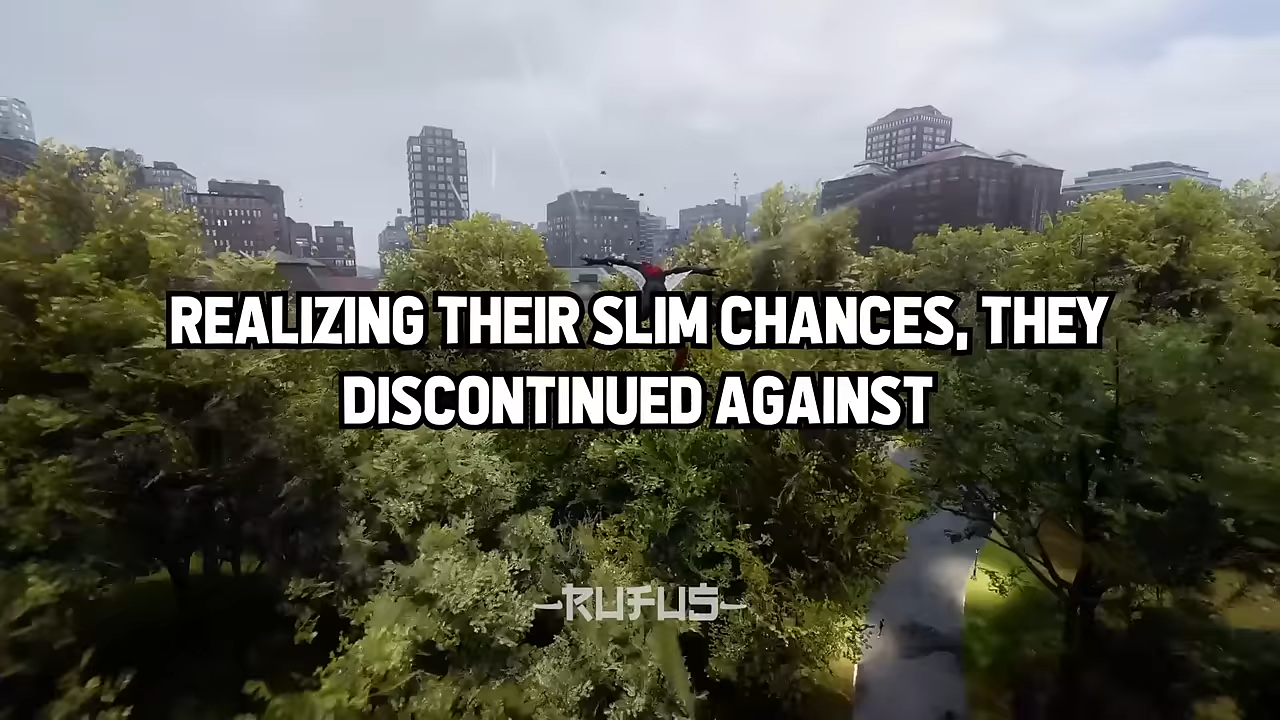 REALIZING THEIR SLIM CHANCES, THEY
DISCONTINUED AGAINST
-RUFUS-